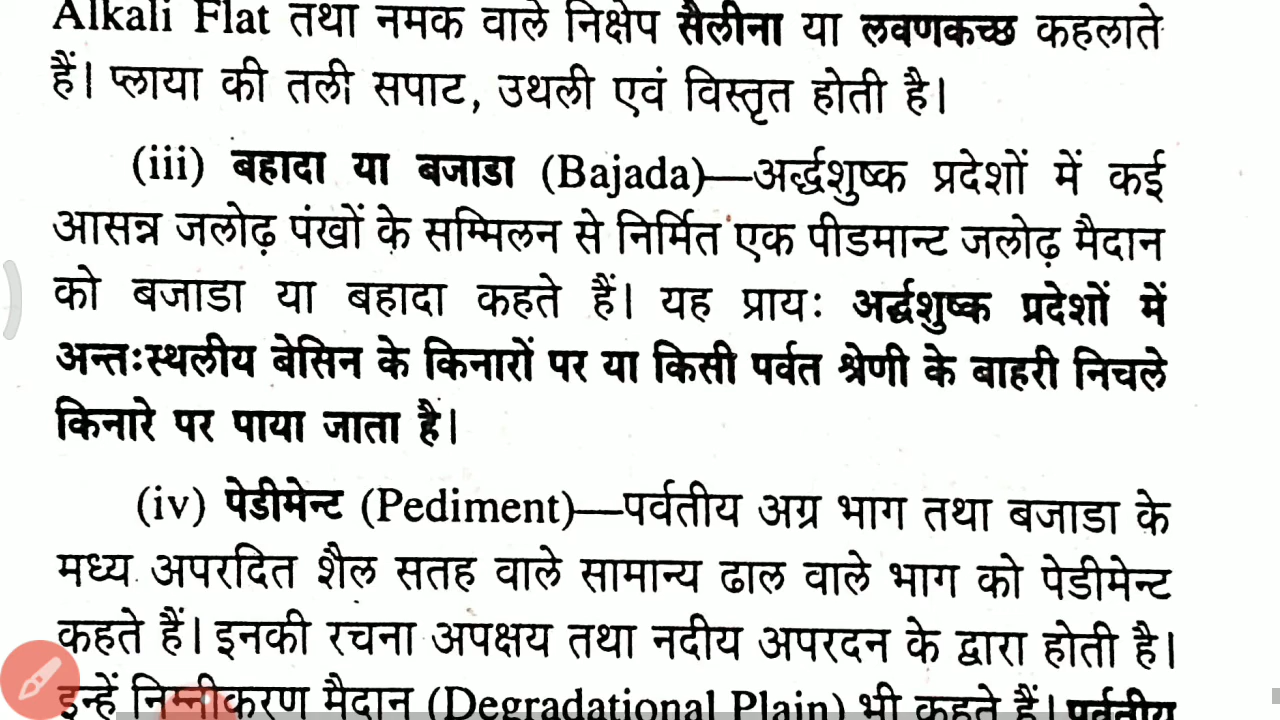 Alkali Flat तथा नमक वाले निक्षेप सैलीना या लवणकच्छ कहलाते
हैं। प्लाया की तली सपाट, उथली एवं विस्तृत होती है।
(iii) बहादा या बजाडा (Bajada)—अर्द्धशुष्क प्रदेशों में कई
आसन्न जलोढ़ पंखों के सम्मिलन से निर्मित एक पीडमान्ट जलोढ़ मैदान
को बजाडा या बहादा कहते हैं। यह प्रायः अर्द्धशुष्क प्रदेशों में
अन्तःस्थलीय बेसिन के किनारों पर या किसी पर्वत श्रेणी के बाहरी निचले
किनारे पर पाया जाता है।
(iv) पेडीमेन्ट (Pediment)—पर्वतीय अग्र भाग तथा बजाडा के
मध्य अपरदित शैल सतह वाले सामान्य ढाल वाले भाग को पेडीमेन्ट
कहते हैं। इनकी रचना अपक्षय तथा नदीय अपरदन के द्वारा होती है।
इन्हें निम्नीकरण मैदान (Degradational Plain) भी कहते हैं। पर्वतीय